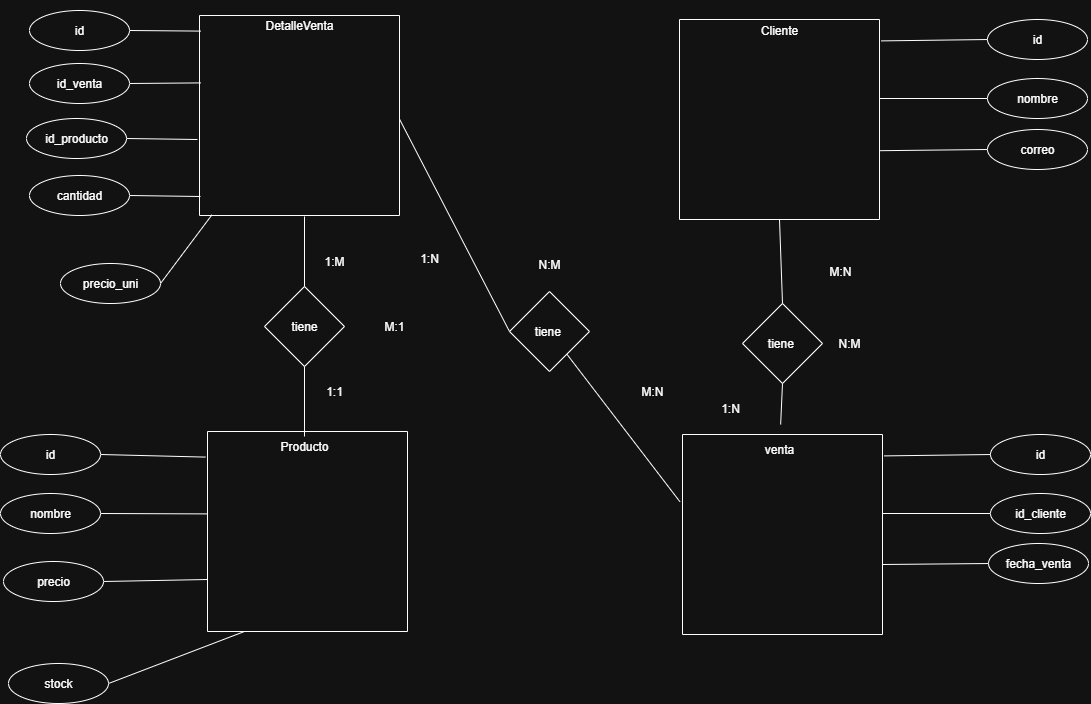 id
DetalleVenta
Cliente
id
id_venta
nombre
id_producto
correo
cantidad
precio_uni
1:M
1:N
N:M
M:N
tiene
M:1
tiene
tiene
N:M
1:1
M:N
1:N
Producto
venta
id
id
nombre
id_cliente
precio
fecha_venta
stock